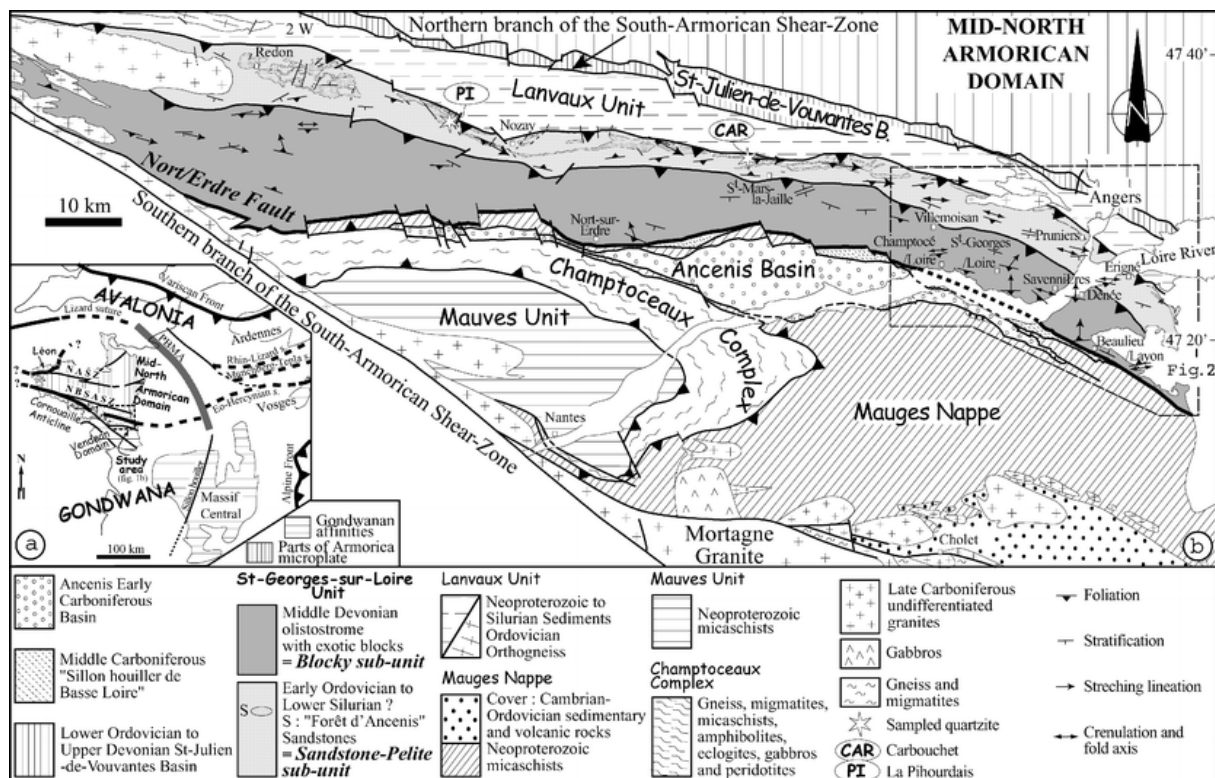 2 W
Northern branch of the South-Armorican Shear-Zone
MID-NORTH
ARMORICAN
DOMAIN
47 40'
Redon
PI
Lanvaux Unit
St-Julien-de-Vouvantes B.
Nozay
CAR
N
Nort/Erdre Fault
10 km
St-Mars-
la-Jaille
Angers
Villemoisan
Pruniers
Nort-sur-
Erdre
Champtocé
/Loire
St-Georges
/Loire
Loire River
Erigné
Savennières
Denée
Ancenis Basin
Southern branch of the South-Armorican Shear-Zone
Champtoceaux
Complex
Mauves Unit
47 20'
Beaulieu
/Layon
Fig.2
Mauges Nappe
Nantes
Mortagne
Granite
Cholet
b
AVALONIA
Variscan Front
Lizard suture
PBMA
Ardennes
Rhin-Lizard s.
Léon
? ?
Mid-
North
Armorican
Domain
NASZ
NBSASZ
Eo-Hercynian s.
Vosges
Cornouaille
Anticline
Vendean
Domain
Study
area
(fig. 1b)
N
GONDWANA
Sillon houiller
Massif
Central
Alpine Front
a
100 km
Gondwanan
affinities
Parts of Armorica
microplate
Ancenis Early
Carboniferous
Basin
Middle Carboniferous
"Sillon houiller de
Basse Loire"
Lower Ordovician to
Upper Devonian St-Julien
-de-Vouvantes Basin
St-Georges-sur-Loire
Unit
Middle Devonian
olistostrome
with exotic blocks
= Blocky sub-unit
S
Early Ordovician to
Lower Silurian ?
S : "Forêt d'Ancenis"
Sandstones
= Sandstone-Pelite
sub-unit
Lanvaux Unit
Neoproterozoic to
Silurian Sediments
Ordovician
Orthogneiss
Mauges Nappe
Cover : Cambrian-
Ordovician sedimentary
and volcanic rocks
Neoproterozoic
micaschists
Mauves Unit
Neoproterozoic
micaschists
Champtoceaux
Complex
Gneiss, migmatites,
micaschists,
amphibolites,
eclogites, gabbros
and peridotites
Late Carboniferous
undifferentiated
granites
Gabbros
Gneiss and
migmatites
Sampled quartzite
CAR Carbouchet
PI La Pihourdais
Foliation
Stratification
Streching lineation
Crenulation and
fold axis